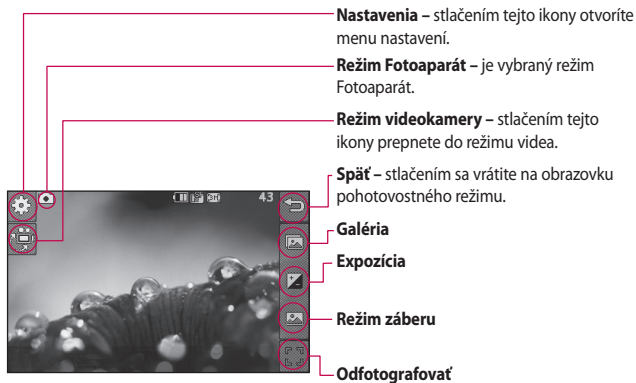 Nastavenia – stlačením tejto ikony otvoríte
menu nastavení.
Režim Fotoaparát – je vybraný režim
Fotoaparát.
Režim videokamery – stlačením tejto
ikony prepnete do režimu videa.
Späť – stlačením sa vrátite na obrazovku
pohotovostného režimu.
43
Galéria
Expozícia
Režim záberu
Odfotografovať